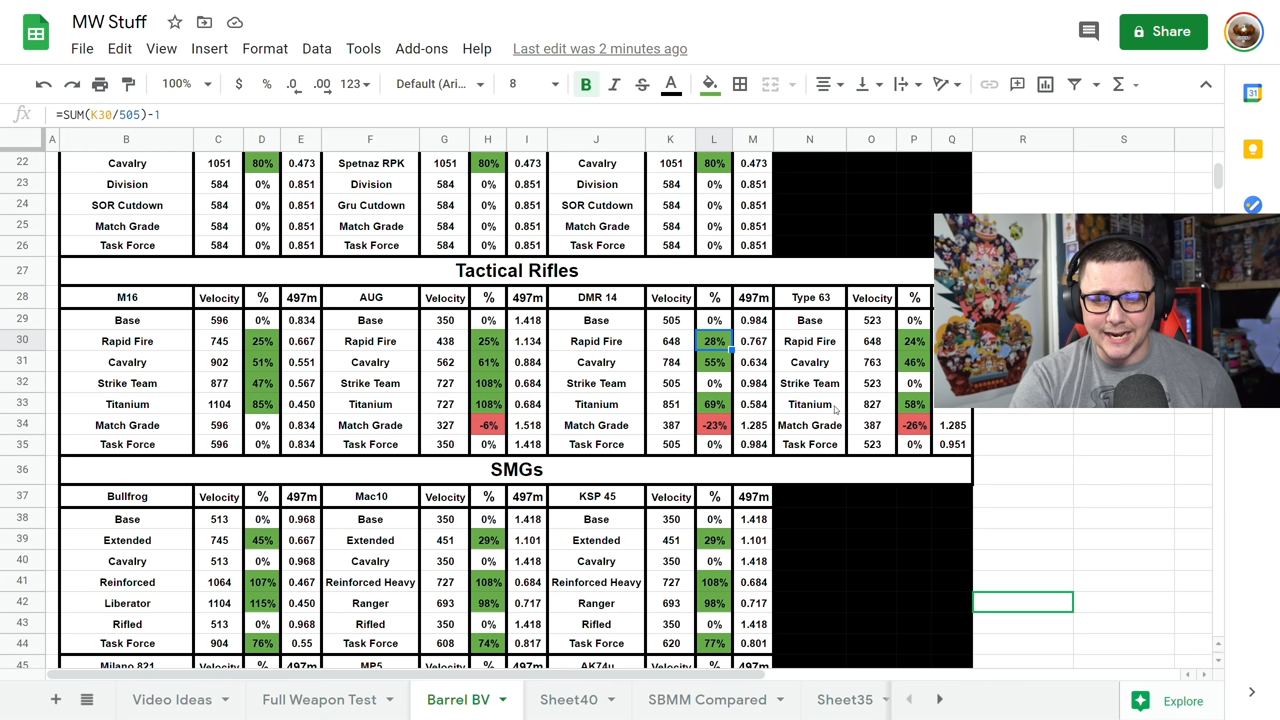 MW Stuff
File Edit View Insert Format Data Tools Add-ons Help Last edit was 2 minutes ago
Share
100% $ % .0 .00 123 Default (Ari... 8 B I S A
fx =SUM(K30/505)-1
A B C D E F G H I J K L M N O P Q R S
22 Cavalry 1051 80% 0.473 Spetnaz RPK 1051 80% 0.473 Cavalry 1051 80% 0.473
23 Division 584 0% 0.851 Division 584 0% 0.851 Division 584 0% 0.851
24 SOR Cutdown 584 0% 0.851 Gru Cutdown 584 0% 0.851 SOR Cutdown 584 0% 0.851
25 Match Grade 584 0% 0.851 Match Grade 584 0% 0.851 Match Grade 584 0% 0.851
26 Task Force 584 0% 0.851 Task Force 584 0% 0.851 Task Force 584 0% 0.851
27 Tactical Rifles
28 M16 Velocity % 497m AUG Velocity % 497m DMR 14 Velocity % 497m Type 63 Velocity %
29 Base 596 0% 0.834 Base 350 0% 1.418 Base 505 0% 0.984 Base 523 0%
30 Rapid Fire 745 25% 0.667 Rapid Fire 438 25% 1.134 Rapid Fire 648 28% 0.767 Rapid Fire 648 24%
31 Cavalry 902 51% 0.551 Cavalry 562 61% 0.884 Cavalry 784 55% 0.634 Cavalry 763 46%
32 Strike Team 877 47% 0.567 Strike Team 727 108% 0.684 Strike Team 505 0% 0.984 Strike Team 523 0%
33 Titanium 1104 85% 0.450 Titanium 727 108% 0.684 Titanium 851 69% 0.584 Titanium 827 58%
34 Match Grade 596 0% 0.834 Match Grade 327 -6% 1.518 Match Grade 387 -23% 1.285 Match Grade 387 -26% 1.285
35 Task Force 596 0% 0.834 Task Force 350 0% 1.418 Task Force 505 0% 0.984 Task Force 523 0% 0.951
36 SMGs
37 Bullfrog Velocity % 497m Mac10 Velocity % 497m KSP 45 Velocity % 497m
38 Base 513 0% 0.968 Base 350 0% 1.418 Base 350 0% 1.418
39 Extended 745 45% 0.667 Extended 451 29% 1.101 Extended 451 29% 1.101
40 Cavalry 513 0% 0.968 Cavalry 350 0% 1.418 Cavalry 350 0% 1.418
41 Reinforced 1064 107% 0.467 Reinforced Heavy 727 108% 0.684 Reinforced Heavy 727 108% 0.684
42 Liberator 1104 115% 0.450 Ranger 693 98% 0.717 Ranger 693 98% 0.717
43 Rifled 513 0% 0.968 Rifled 350 0% 1.418 Rifled 350 0% 1.418
44 Task Force 904 76% 0.55 Task Force 608 74% 0.817 Task Force 620 77% 0.801
45 Milano 821 Velocity % 497m MP5 Velocity % 497m AK74u Velocity % 497m
Video Ideas Full Weapon Test Barrel BV Sheet40 SBMM Compared Sheet35 Explore